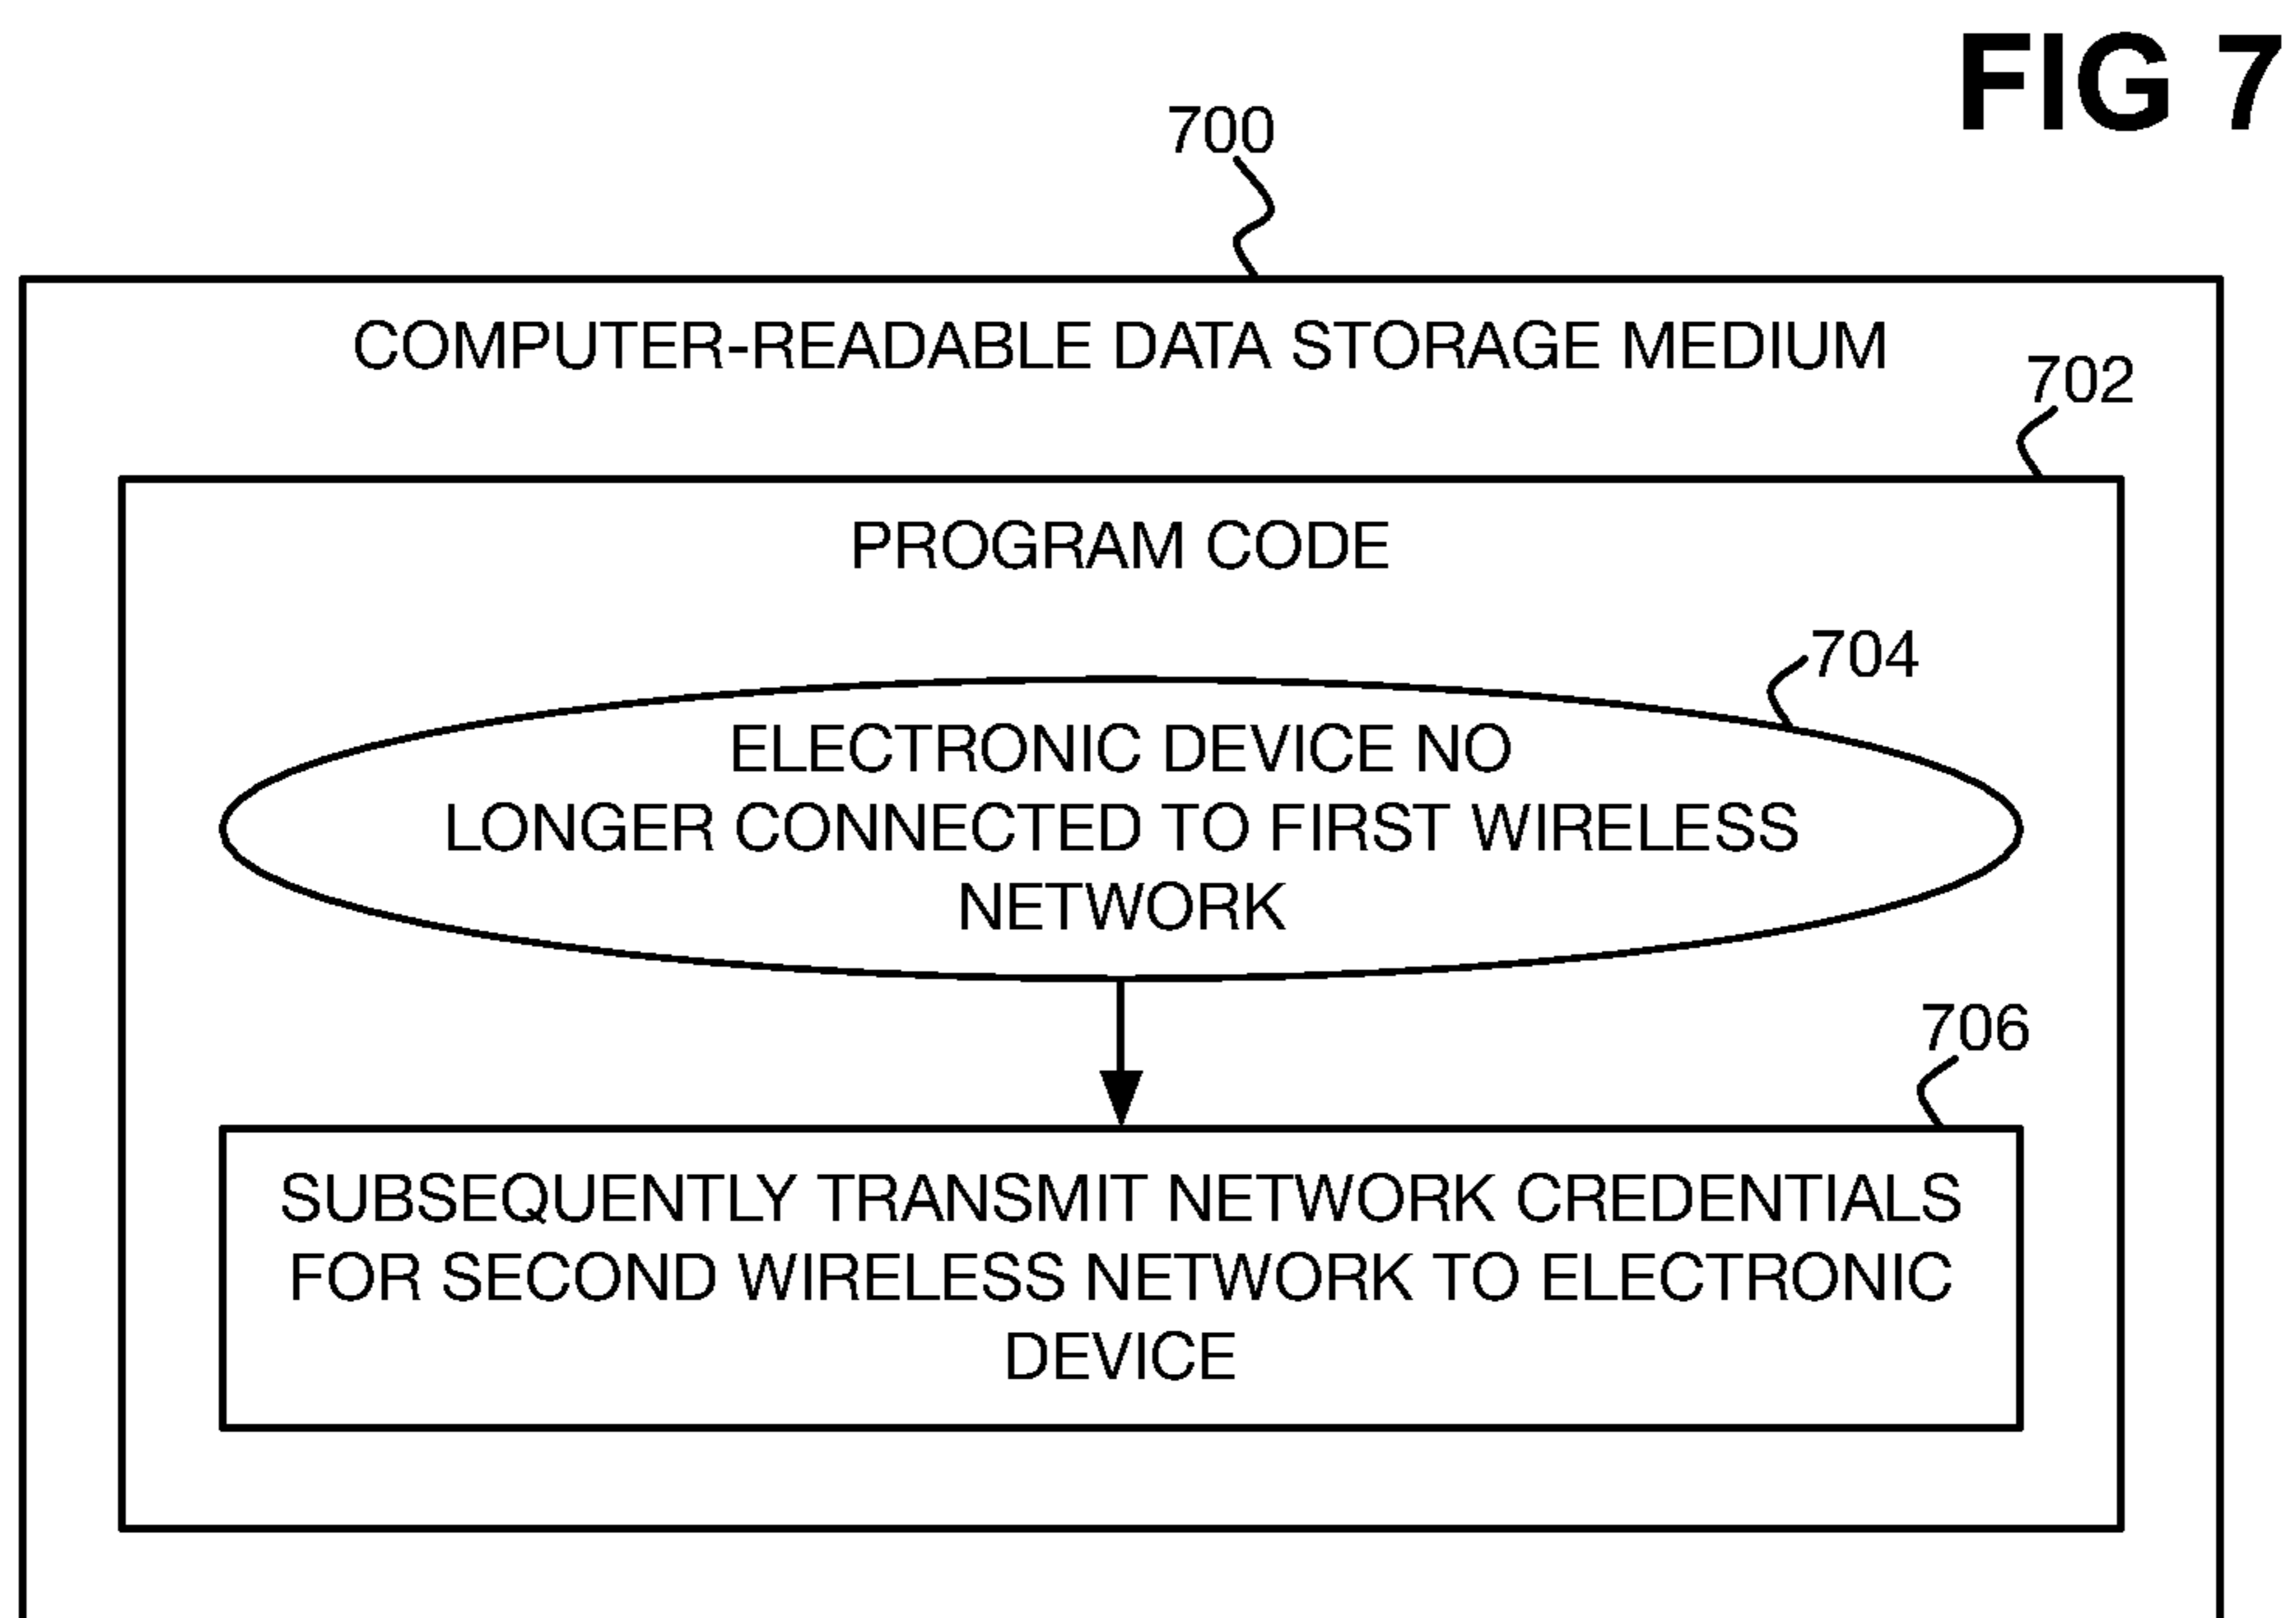 FIG 7
700
COMPUTER-READABLE DATA STORAGE MEDIUM
702
PROGRAM CODE
704
ELECTRONIC DEVICE NO
LONGER CONNECTED TO FIRST WIRELESS
NETWORK
706
SUBSEQUENTLY TRANSMIT NETWORK CREDENTIALS
FOR SECOND WIRELESS NETWORK TO ELECTRONIC
DEVICE